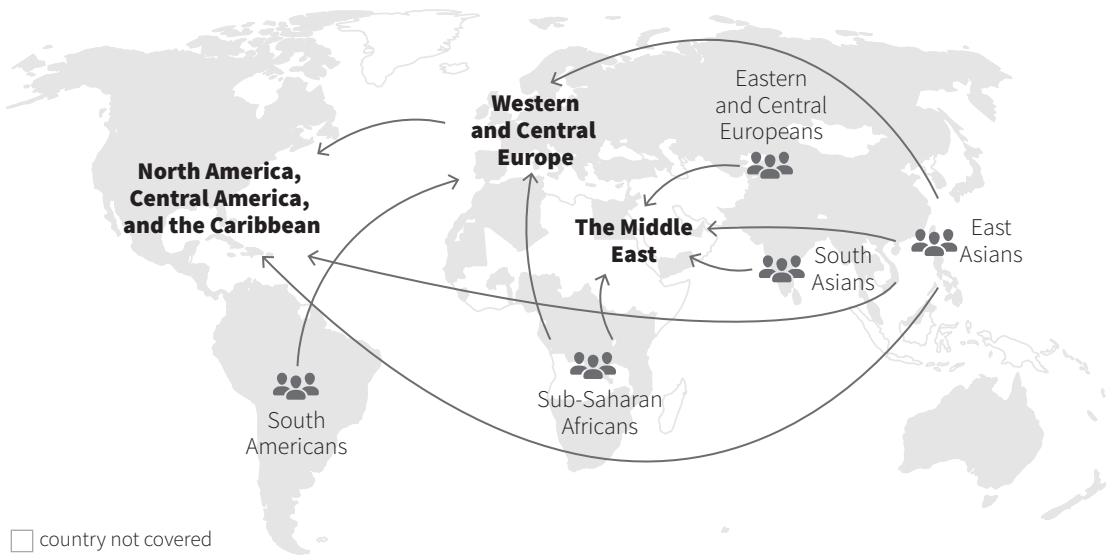 Eastern
and Central
Europeans
Western
and Central
Europe
North America,
Central America,
and the Caribbean
The Middle
East
East
Asians
South
Asians
Sub-Saharan
Africans
South
Americans
country not covered